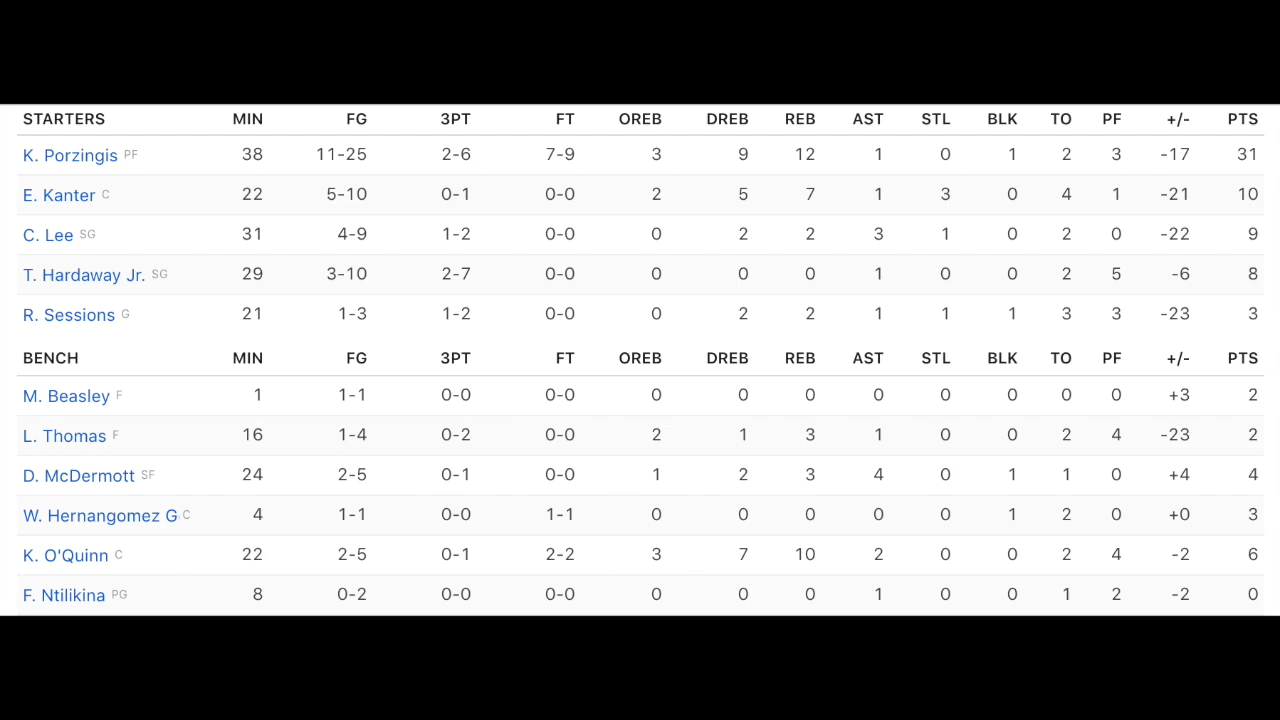 STARTERS MIN FG 3PT FT OREB DREB REB AST STL BLK TO PF +/- PTS
K. Porzingis PF 38 11-25 2-6 7-9 3 9 12 1 0 1 2 3 -17 31
E. Kanter C 22 5-10 0-1 0-0 2 5 7 1 3 0 4 1 -21 10
C. Lee SG 31 4-9 1-2 0-0 0 2 2 3 1 0 2 0 -22 9
T. Hardaway Jr. SG 29 3-10 2-7 0-0 0 0 0 1 0 0 2 5 -6 8
R. Sessions G 21 1-3 1-2 0-0 0 2 2 1 1 1 3 3 -23 3
BENCH MIN FG 3PT FT OREB DREB REB AST STL BLK TO PF +/- PTS
M. Beasley F 1 1-1 0-0 0-0 0 0 0 0 0 0 0 0 +3 2
L. Thomas F 16 1-4 0-2 0-0 2 1 3 1 0 0 2 4 -23 2
D. McDermott SF 24 2-5 0-1 0-0 1 2 3 4 0 1 1 0 +4 4
W. Hernangomez G C 4 1-1 0-0 1-1 0 0 0 0 0 1 2 0 +0 3
K. O'Quinn C 22 2-5 0-1 2-2 3 7 10 2 0 0 2 4 -2 6
F. Ntilikina PG 8 0-2 0-0 0-0 0 0 0 1 0 0 1 2 -2 0